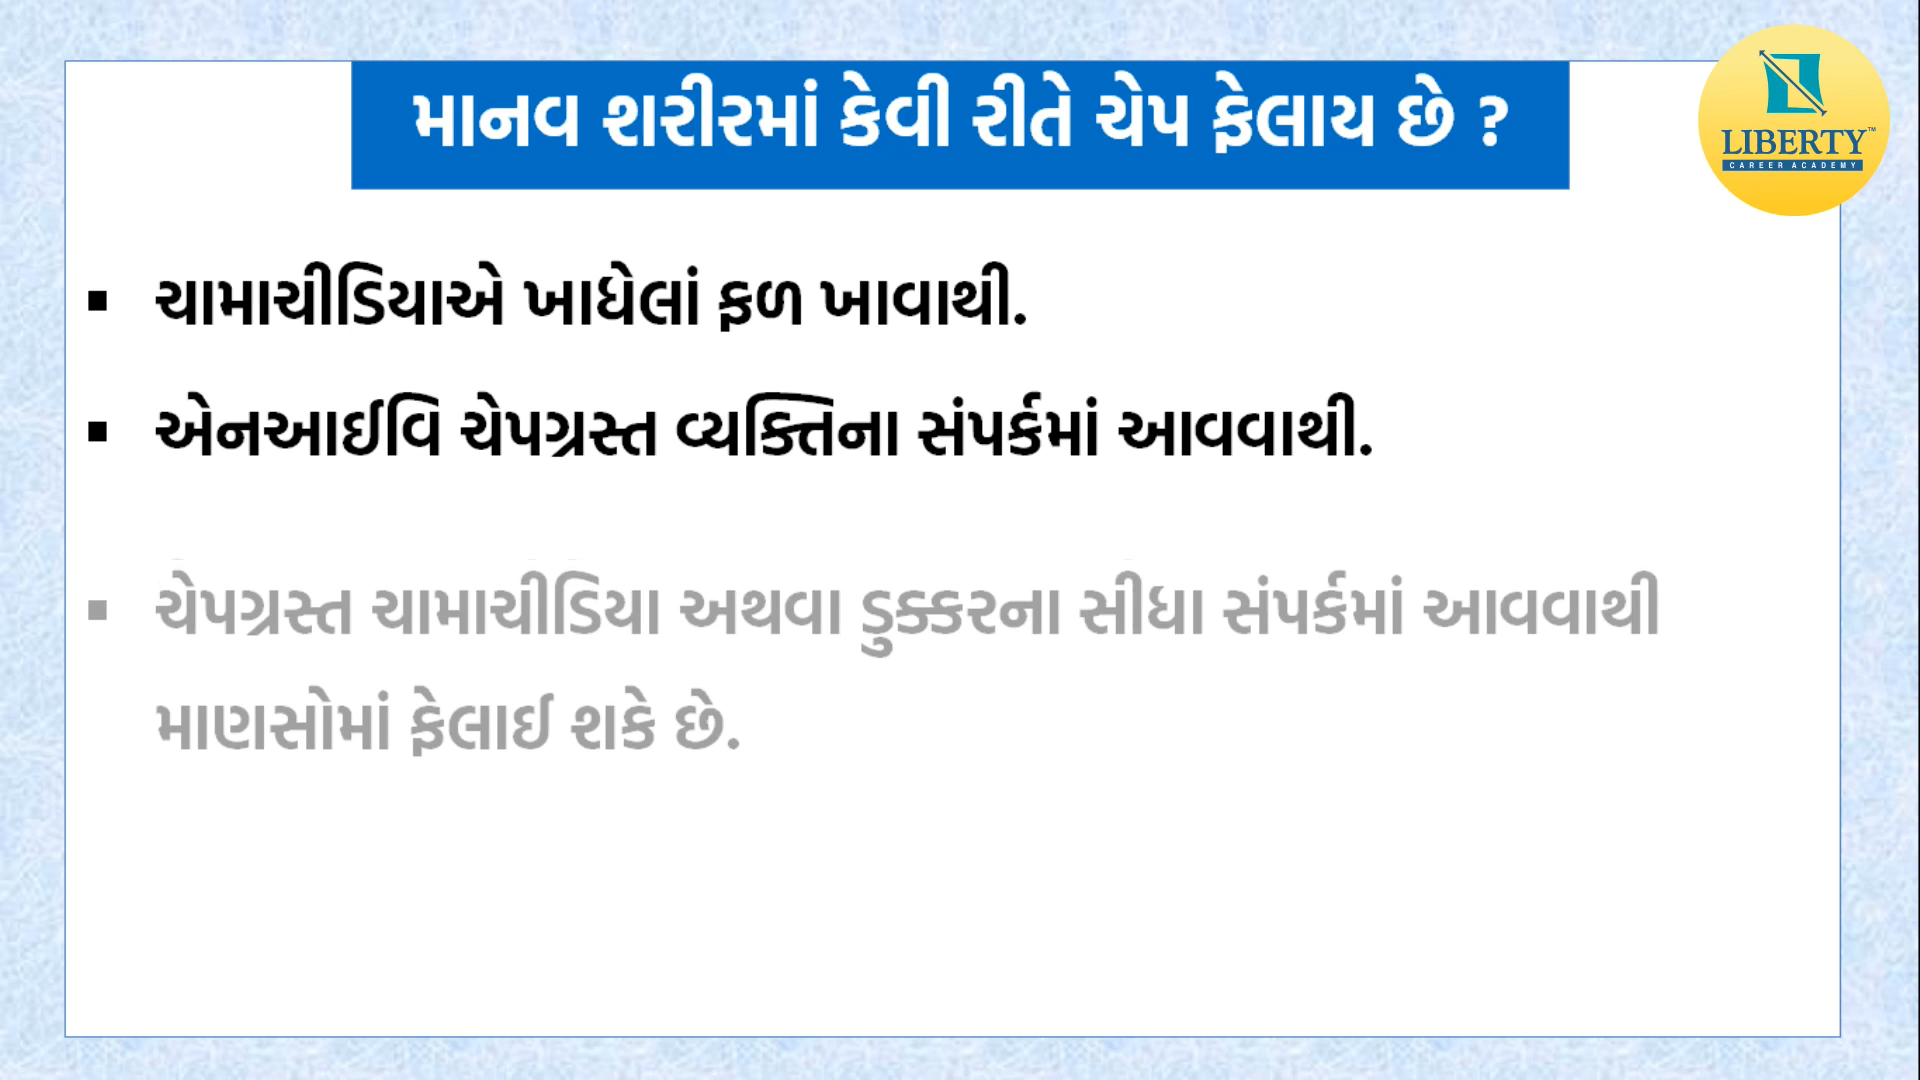 માનવ શરીરમાં કેવી રીતે ચેપ ફેલાય છે ?
LIBERTY™
CAREER ACADEMY
▪ ચામાચીડિયાએ ખાધેલાં ફળ ખાવાથી.
▪ એનઆઈવિ ચેપગ્રસ્ત વ્યક્તિના સંપર્કમાં આવવાથી.
▪ ચેપગ્રસ્ત ચામાચીડિયા અથવા ડુક્કરના સીધા સંપર્કમાં આવવાથી
માણસોમાં ફેલાઈ શકે છે.